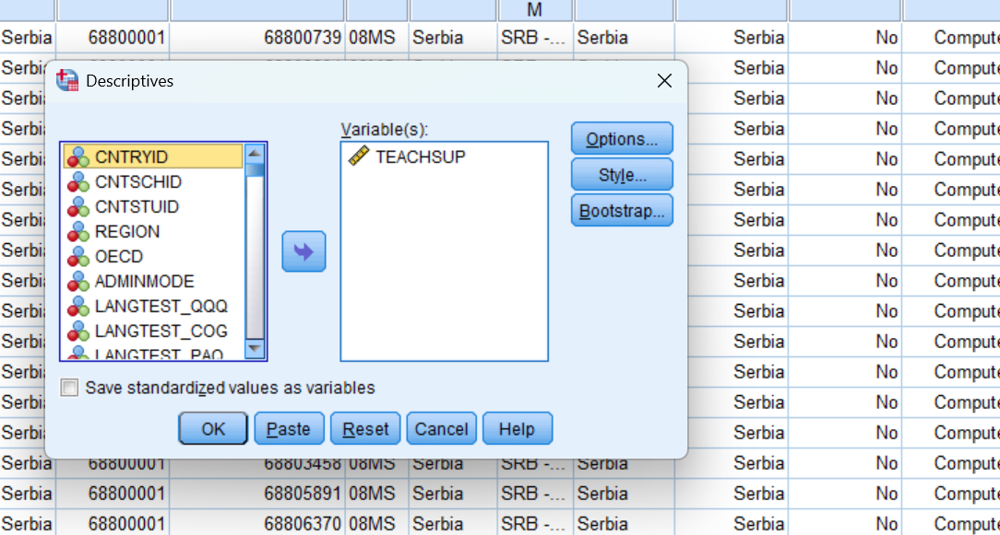 M
Serbia 68800001 68800739 08MS Serbia SRB -... Serbia Serbia No Compute
Serbi Serbia No Compute
Descriptives
Serbi Serbia No Compute
Serbi Serbia No Compute
Variable(s):
CNTRYID TEACHSUP Options...
Serbi Serbia No Compute
CNTSCHID Style...
Serbi Serbia No Compute
CNTSTUID Bootstrap...
Serbi Serbia No Compute
REGION
Serbi Serbia No Compute
OECD
Serbi Serbia No Compute
ADMINMODE
Serbi Serbia No Compute
LANGTEST_QQQ
LANGTEST_COG
Serbi Serbia No Compute
LANGTEST_PAQ
Serbi Serbia No Compute
Save standardized values as variables
Serbi Serbia No Compute
OK Paste Reset Cancel Help
Serbi Serbia No Compute
Serbia 68800001 68803458 08MS Serbia SRB -... Serbia Serbia No Compute
Serbia 68800001 68805891 08MS Serbia SRB -... Serbia Serbia No Compute
Serbia 68800001 68806370 08MS Serbia SRB -... Serbia Serbia No Compute